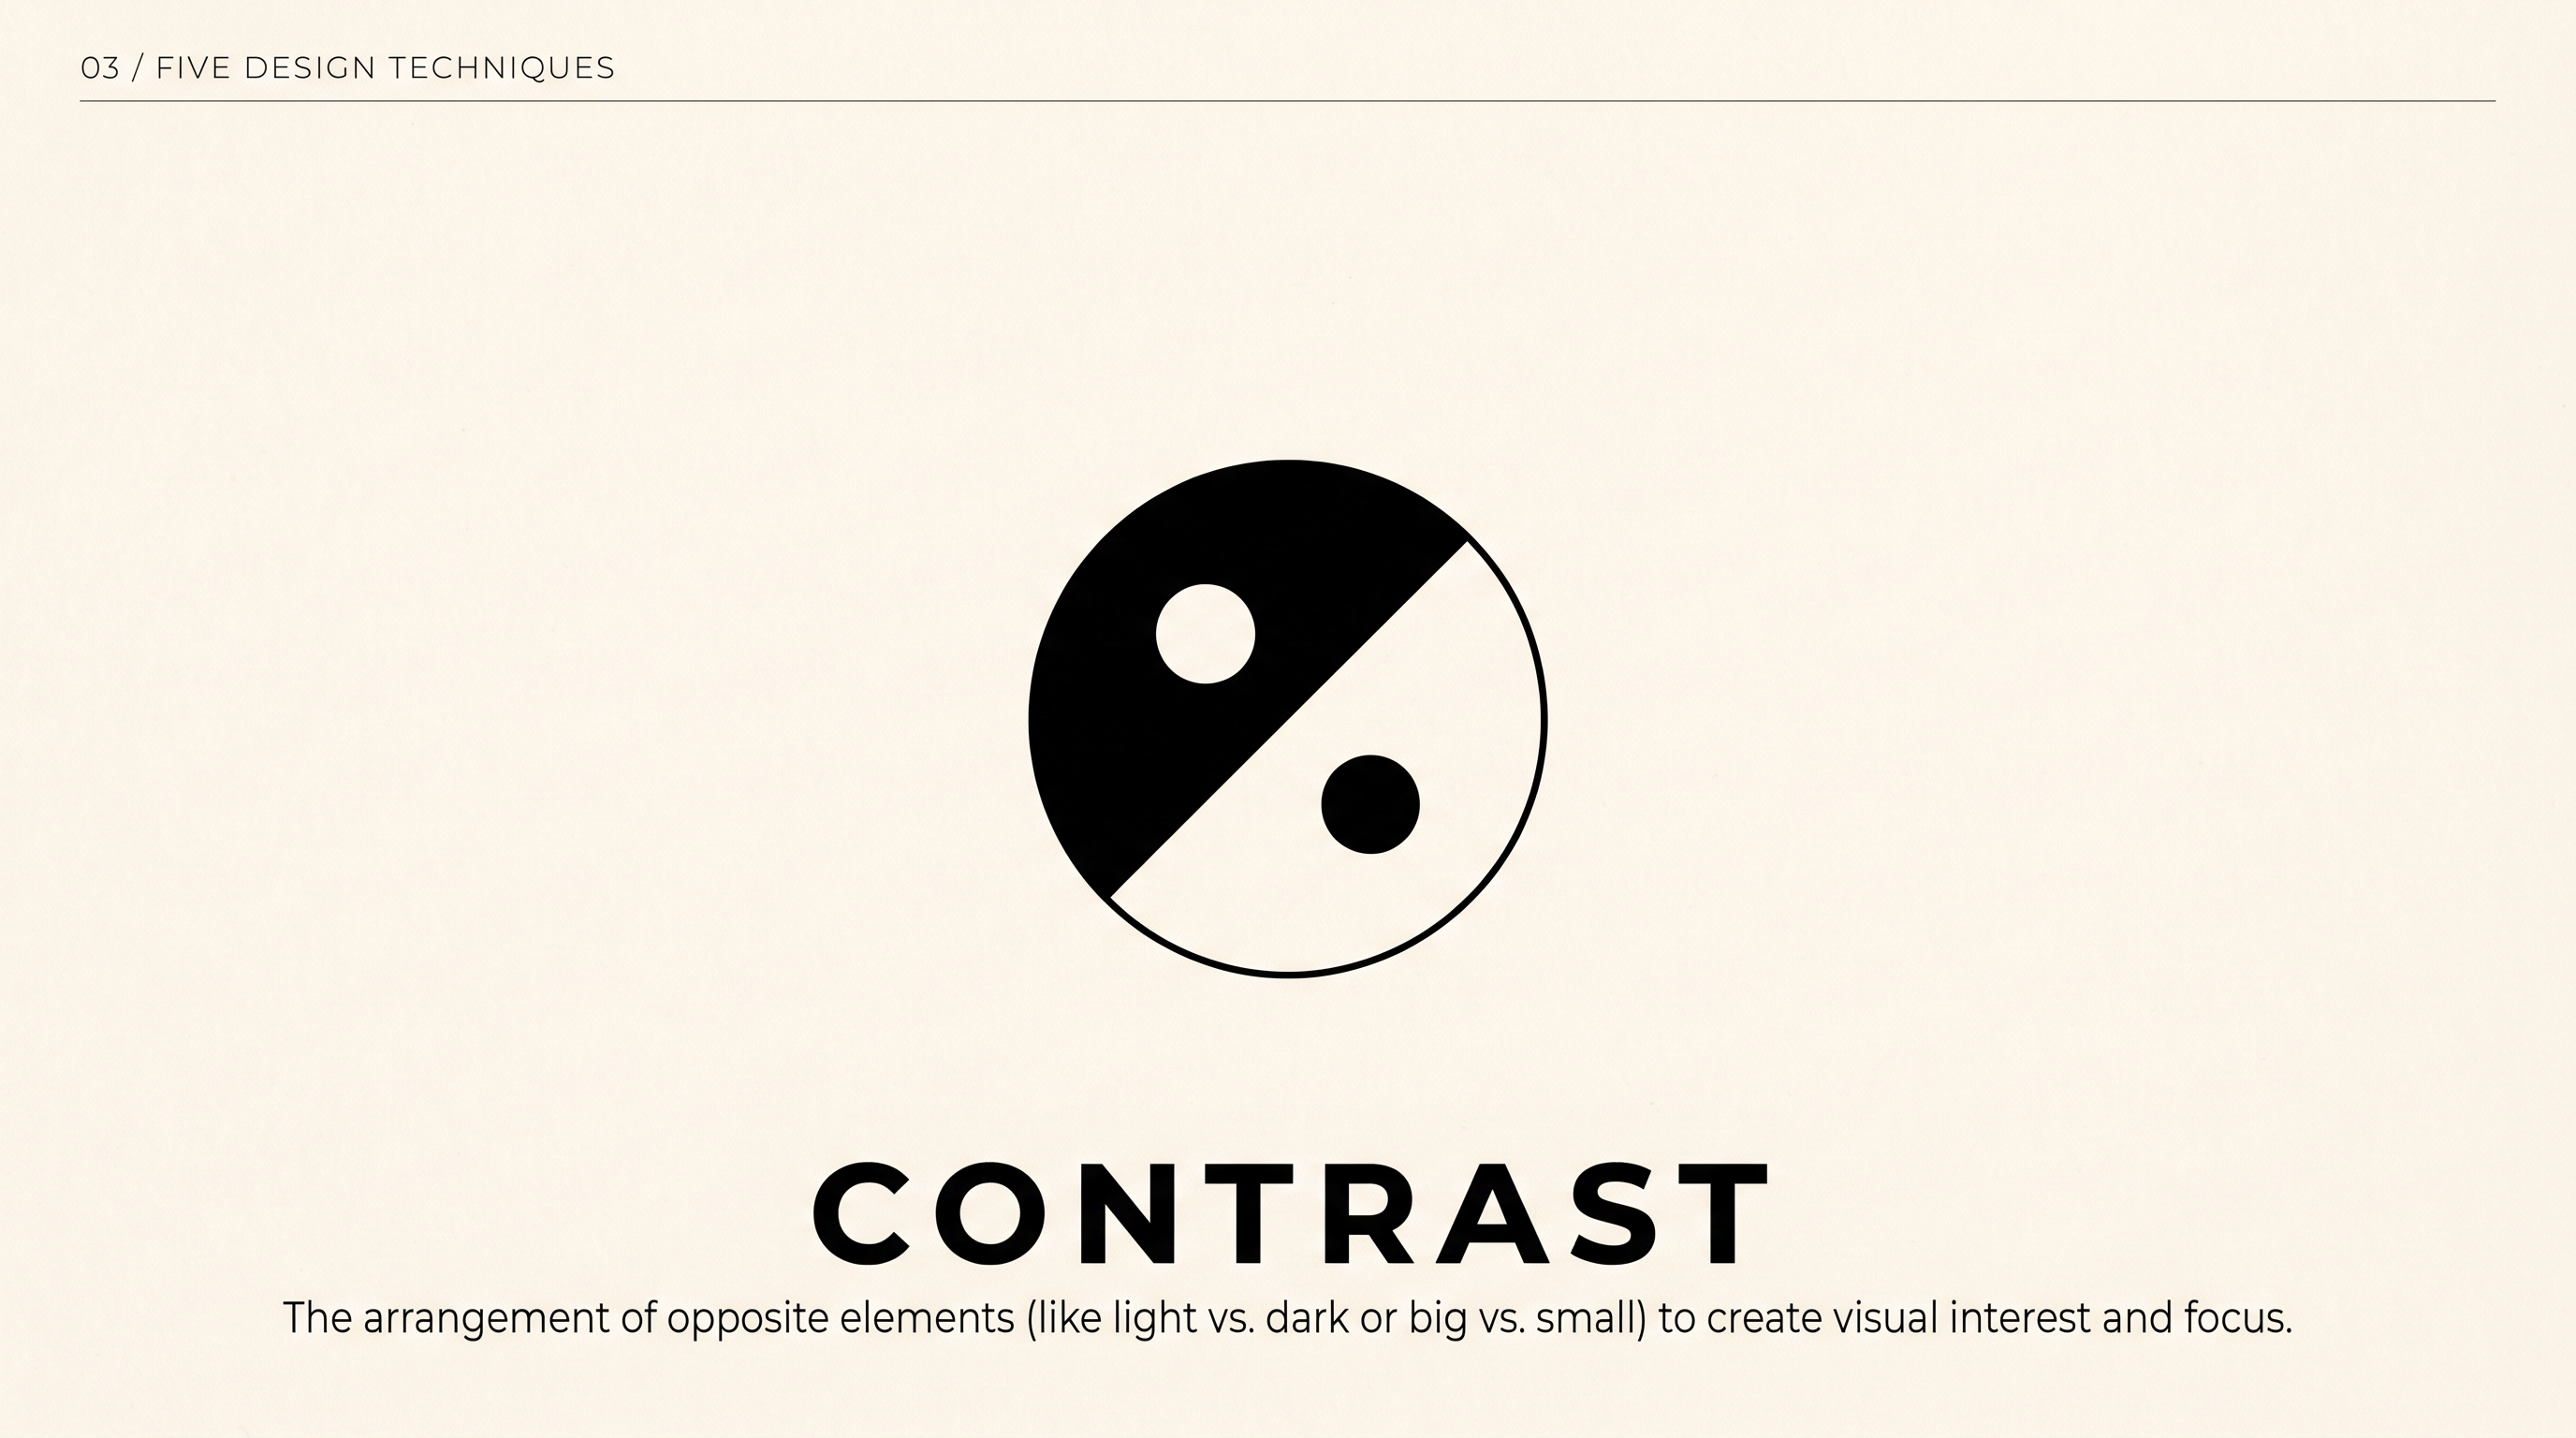 03 / FIVE DESIGN TECHNIQUES
CONTRAST
The arrangement of opposite elements (like light vs. dark or big vs. small) to create visual interest and focus.